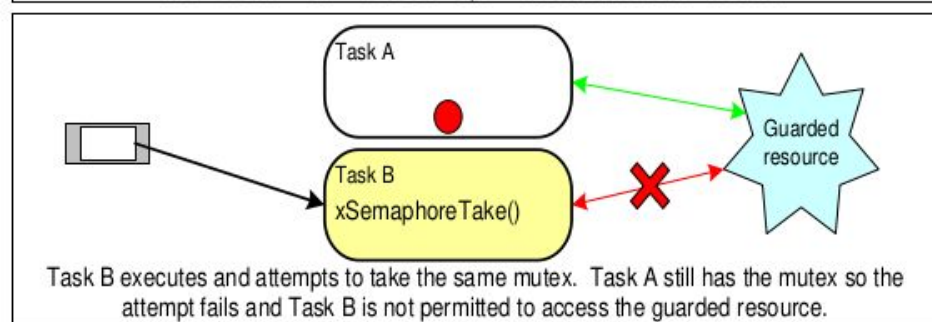 Task A
Guarded
resource
Task B
xSemaphoreTake()
Task B executes and attempts to take the same mutex.  Task A still has the mutex so the
attempt fails and Task B is not permitted to access the guarded resource.